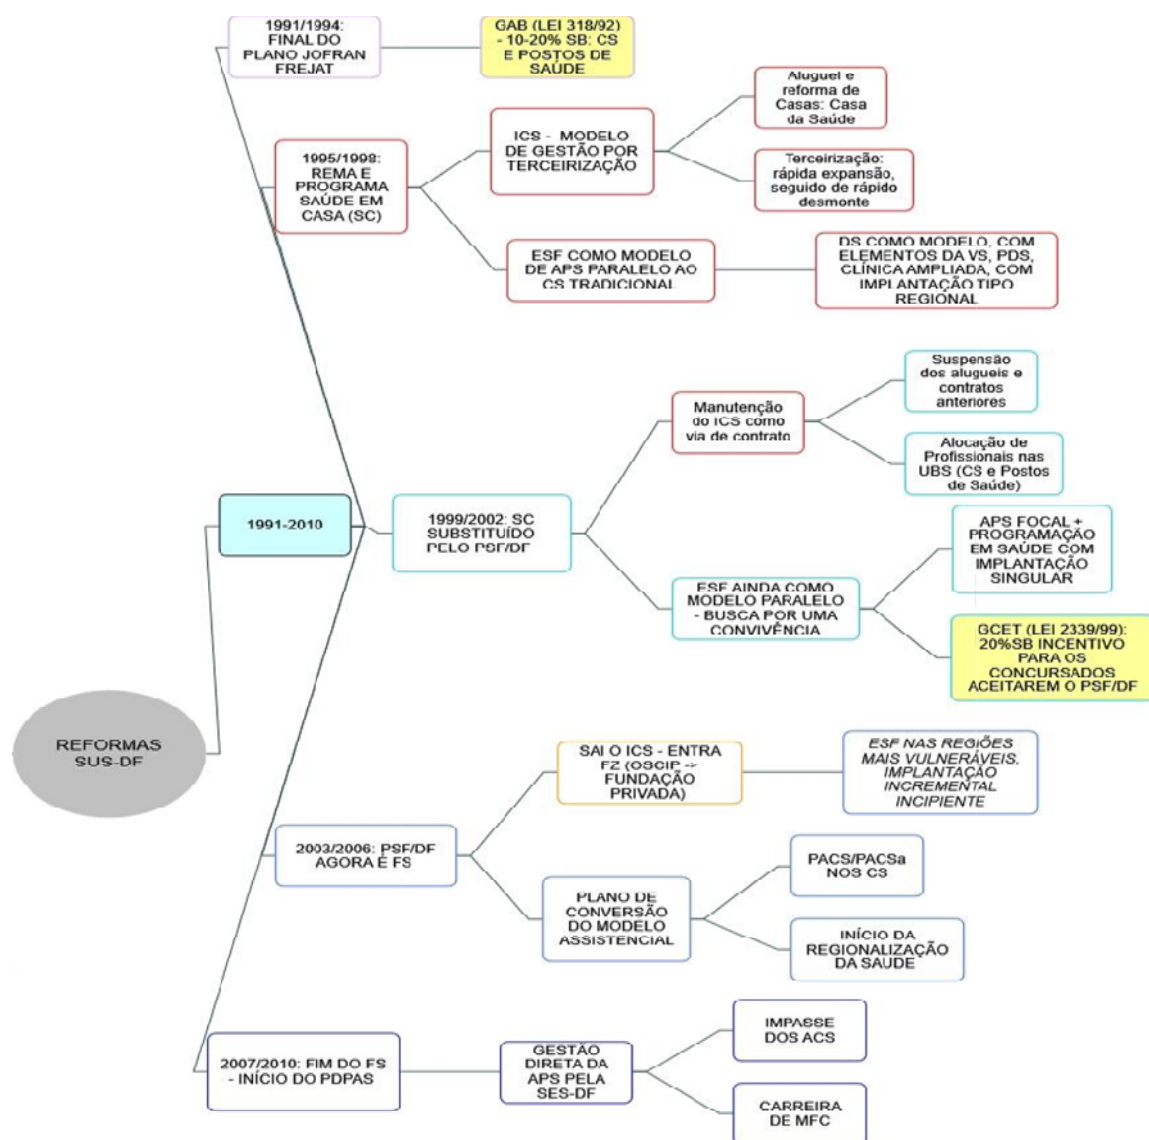 1991/1994:
FINAL DO
PLANO JOFRAN
FREJAT
GAB (LEI 318/92)
- 10-20% SB: CS
E POSTOS DE
SAÚDE
1995/1998:
REMA E
PROGRAMA
SAÚDE EM
CASA (SC)
ICS - MODELO
DE GESTÃO POR
TERCEIRIZAÇÃO
Aluguel e
reforma de
Casas: Casa
da Saúde
Terceirização:
rápida expansão,
seguido de rápido
desmonte
ESF COMO MODELO
DE APS PARALELO AO
CS TRADICIONAL
DS COMO MODELO, COM
ELEMENTOS DA VS, PDS,
CLÍNICA AMPLIADA, COM
IMPLANTAÇÃO TIPO
REGIONAL
1991-2010
1999/2002: SC
SUBSTITUÍDO
PELO PSF/DF
Manutenção
do ICS como
via de contrato
Suspensão
dos alugueis e
contratos
anteriores
Alocação de
Profissionais nas
UBS (CS e Postos
de Saúde)
ESF AINDA COMO
MODELO PARALELO
- BUSCA POR UMA
CONVIVÊNCIA
APS FOCAL +
PROGRAMAÇÃO
EM SAÚDE COM
IMPLANTAÇÃO
SINGULAR
GCET (LEI 2339/99):
20%SB INCENTIVO
PARA OS
CONCURSADOS
ACEITAREM O PSF/DF
REFORMAS
SUS-DF
2003/2006: PSF/DF
AGORA É FS
SAI O ICS - ENTRA
FZ (OSCIP ->
FUNDAÇÃO
PRIVADA)
ESF NAS REGIÕES
MAIS VULNERÁVEIS.
IMPLANTAÇÃO
INCREMENTAL
INCIPIENTE
PLANO DE
CONVERSÃO
DO MODELO
ASSISTENCIAL
PACS/PACSa
NOS CS
INÍCIO DA
REGIONALIZAÇÃO
DA SAUDE
2007/2010: FIM DO FS
- INÍCIO DO PDPAS
GESTÃO
DIRETA DA
APS PELA
SES-DF
IMPASSE
DOS ACS
CARREIRA
DE MFC